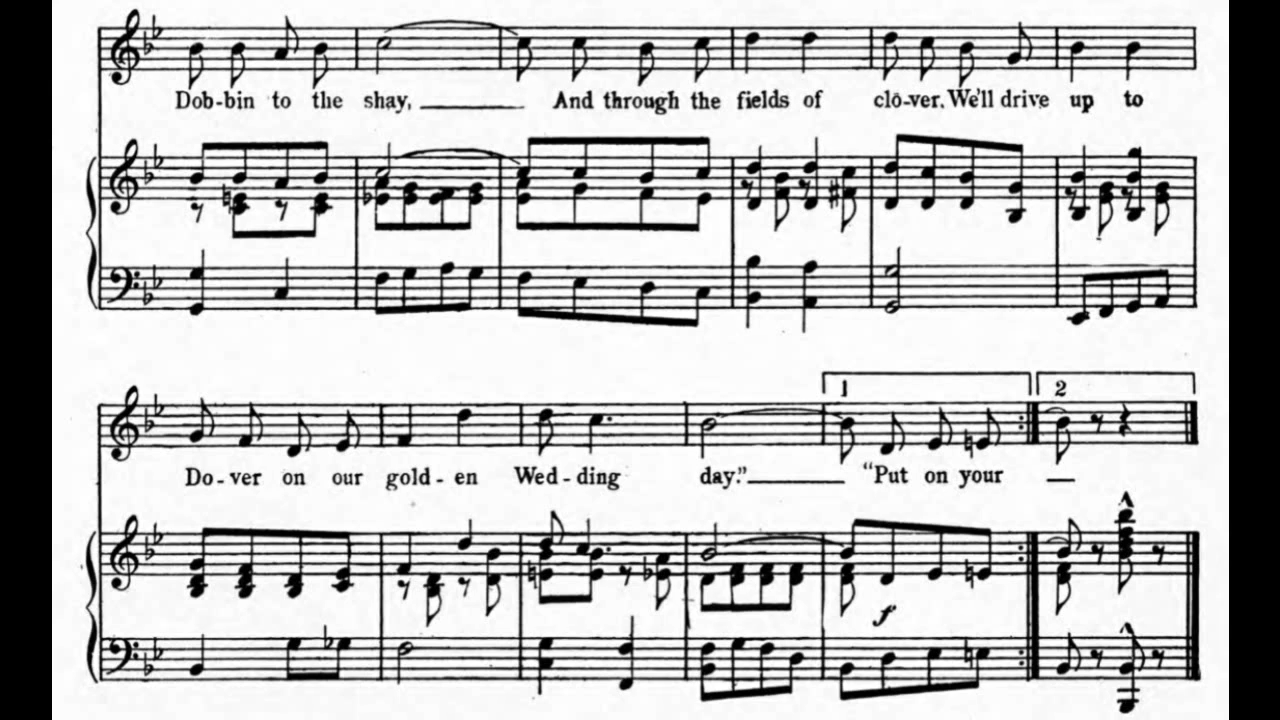 Dob-bin to the shay, And through the fields of clō-ver. We'll drive up to
1 2
Do-ver on our gold-en Wed-ding day." "Put on your
f